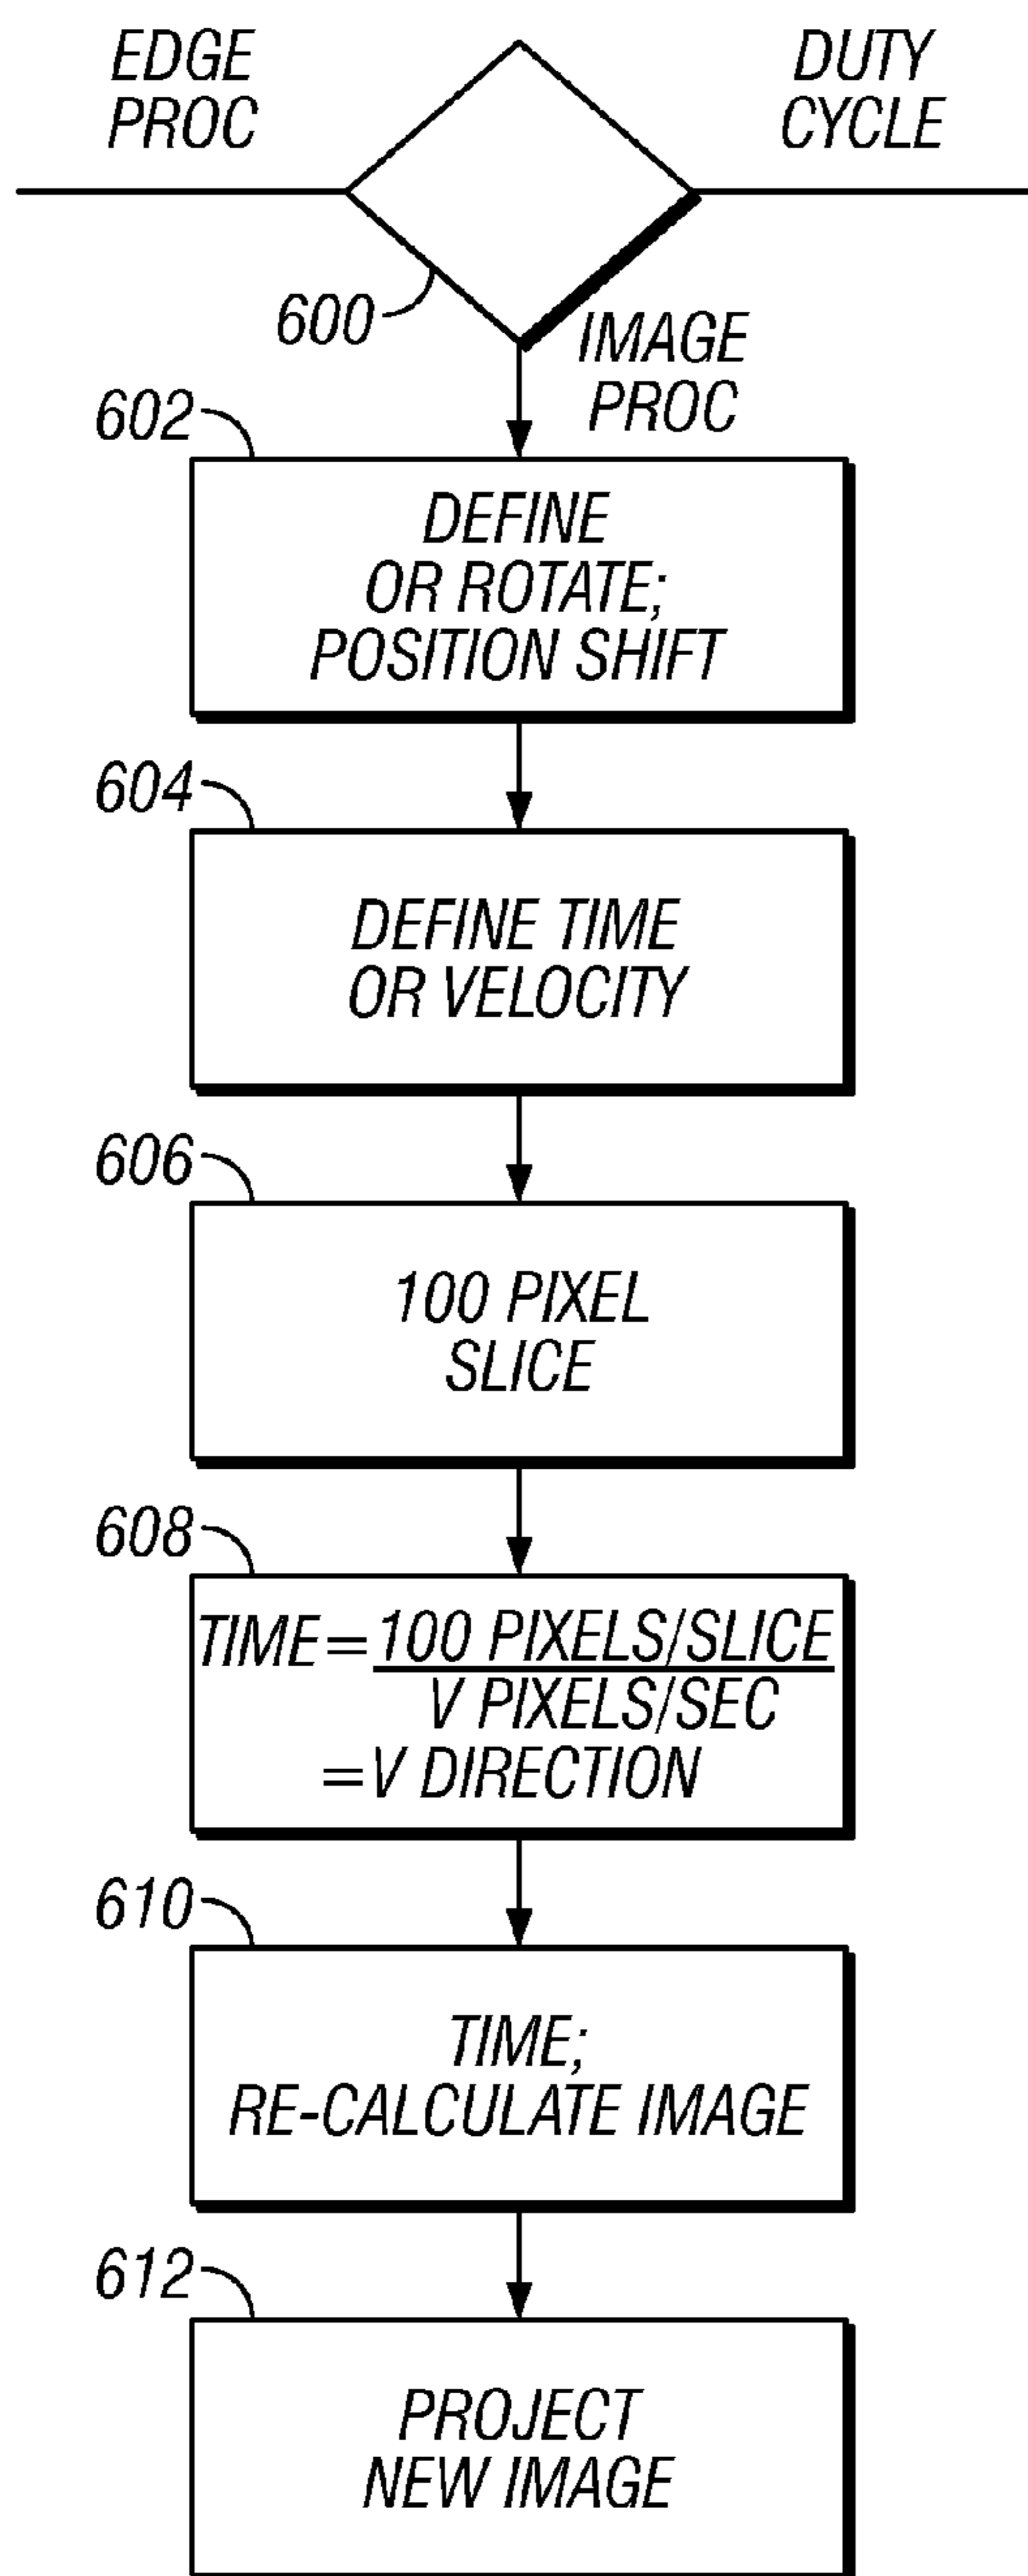 EDGE
PROC
DUTY
CYCLE
600
IMAGE
PROC
602
DEFINE
OR ROTATE;
POSITION SHIFT
604
DEFINE TIME
OR VELOCITY
606
100 PIXEL
SLICE
608
TIME=100 PIXELS/SLICE
V PIXELS/SEC
=V DIRECTION
610
TIME;
RE-CALCULATE IMAGE
612
PROJECT
NEW IMAGE